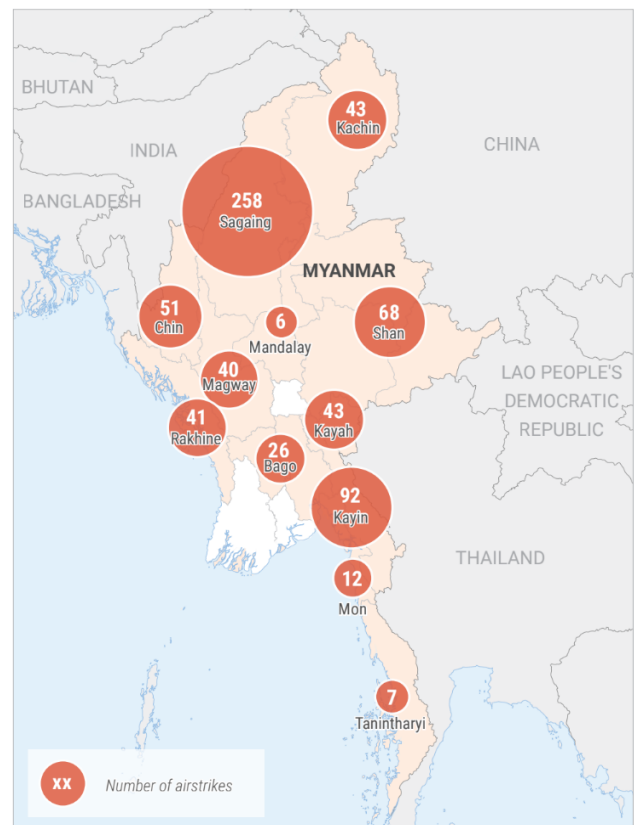 BHUTAN
43
Kachin
CHINA
INDIA
BANGLADESH
258
Sagaing
MYANMAR
51
Chin
6
Mandalay
68
Shan
40
Magway
LAO PEOPLE'S
DEMOCRATIC
REPUBLIC
41
Rakhine
43
Kayah
26
Bago
92
Kayin
THAILAND
12
Mon
7
Tanintharyi
xx
Number of airstrikes